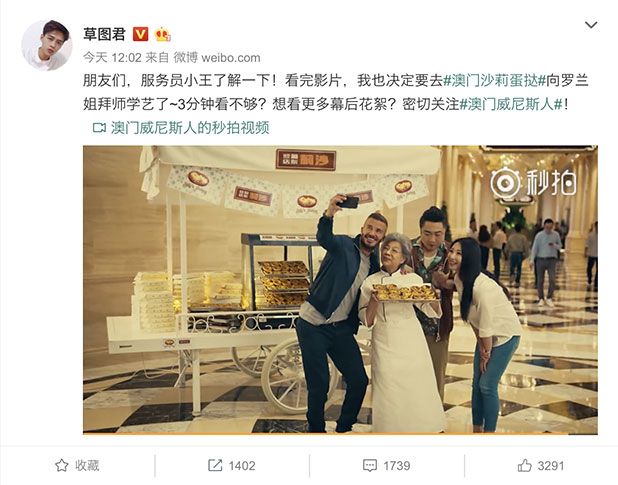 草图君
今天 12:02 来自 微博 weibo.com
朋友们，服务员小王了解一下！看完影片，我也决定要去#澳门沙莉蛋挞#向罗兰
姐拜师学艺了~3分钟看不够？想看更多幕后花絮？密切关注#澳门威尼斯人#！
澳门威尼斯人的秒拍视频
秒拍
收藏
1402
1739
3291